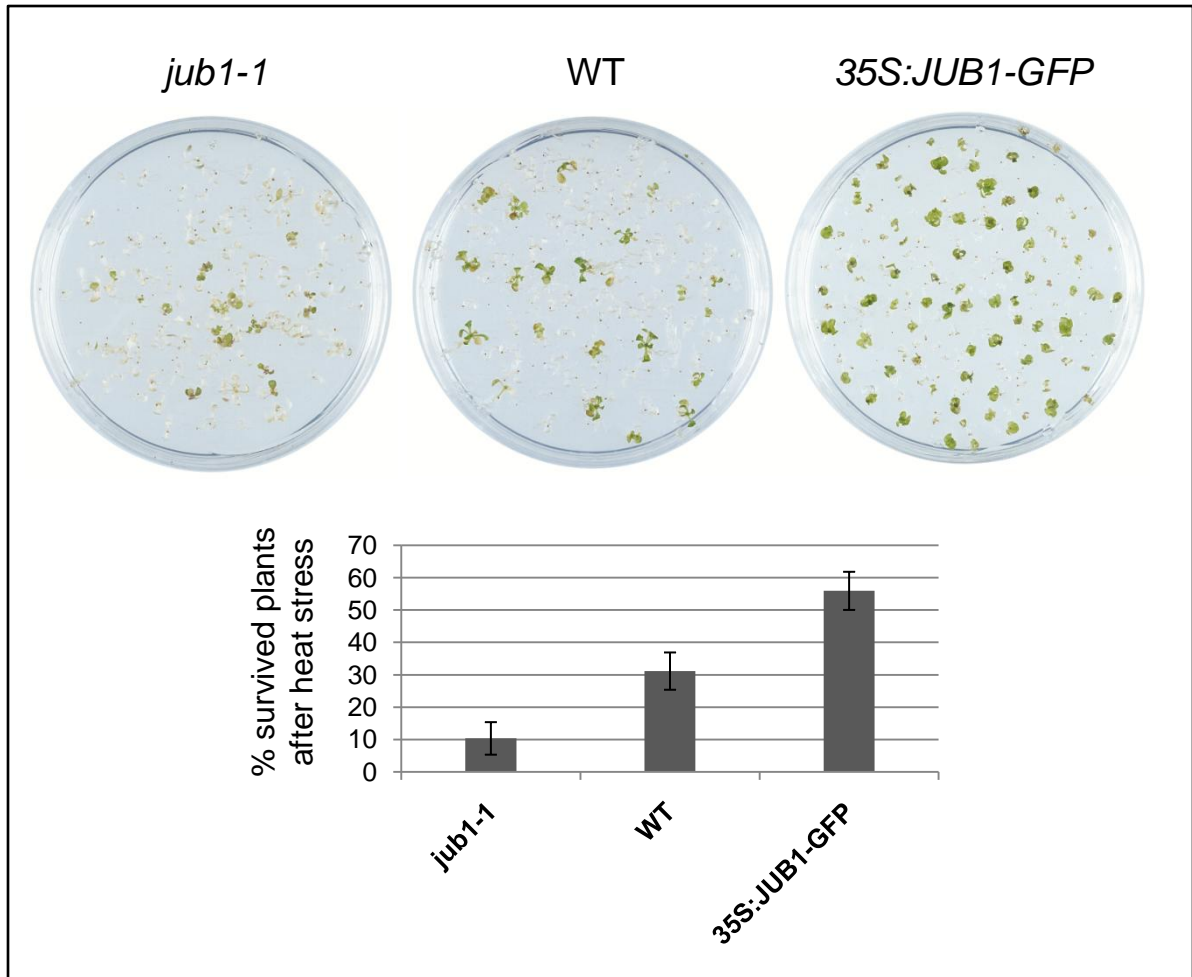 jub1-1
WT
35S:JUB1-GFP
% survived plants
after heat stress
70
60
50
40
30
20
10
0
jub1-1
WT
35S:JUB1-GFP